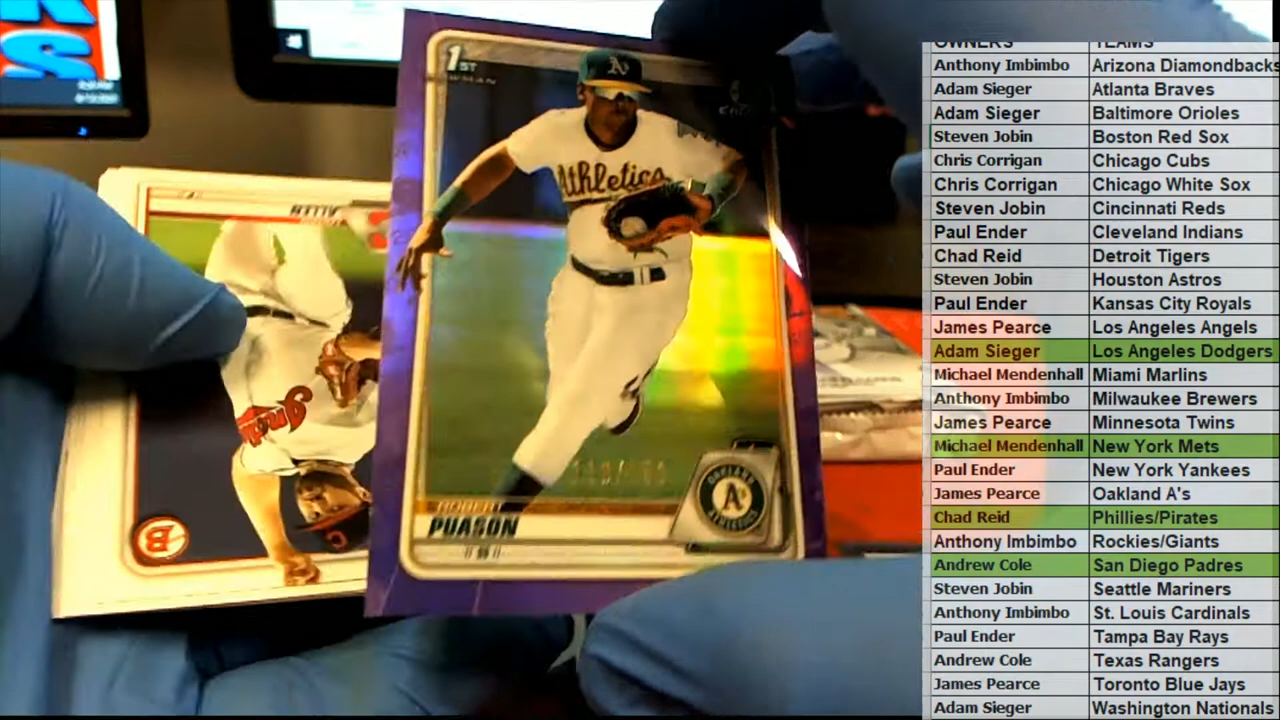 KS
1ST
BOWMAN
A's
Athletics
ROBERT
PUASON
OAKLAND
A's
ATHLETICS
ALLEN
B
OWNERS TEAMS
Anthony Imbimbo Arizona Diamondbacks
Adam Sieger Atlanta Braves
Adam Sieger Baltimore Orioles
Steven Jobin Boston Red Sox
Chris Corrigan Chicago Cubs
Chris Corrigan Chicago White Sox
Steven Jobin Cincinnati Reds
Paul Ender Cleveland Indians
Chad Reid Detroit Tigers
Steven Jobin Houston Astros
Paul Ender Kansas City Royals
James Pearce Los Angeles Angels
Adam Sieger Los Angeles Dodgers
Michael Mendenhall Miami Marlins
Anthony Imbimbo Milwaukee Brewers
James Pearce Minnesota Twins
Michael Mendenhall New York Mets
Paul Ender New York Yankees
James Pearce Oakland A's
Chad Reid Phillies/Pirates
Anthony Imbimbo Rockies/Giants
Andrew Cole San Diego Padres
Steven Jobin Seattle Mariners
Anthony Imbimbo St. Louis Cardinals
Paul Ender Tampa Bay Rays
Andrew Cole Texas Rangers
James Pearce Toronto Blue Jays
Adam Sieger Washington Nationals